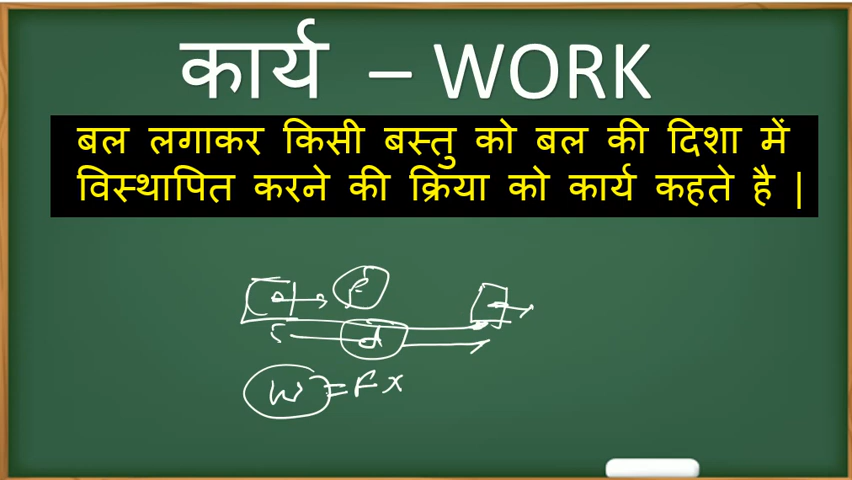 कार्य – WORK
बल लगाकर किसी बस्तु को बल की दिशा में
विस्थापित करने की क्रिया को कार्य कहते है |
F
d
W = F x